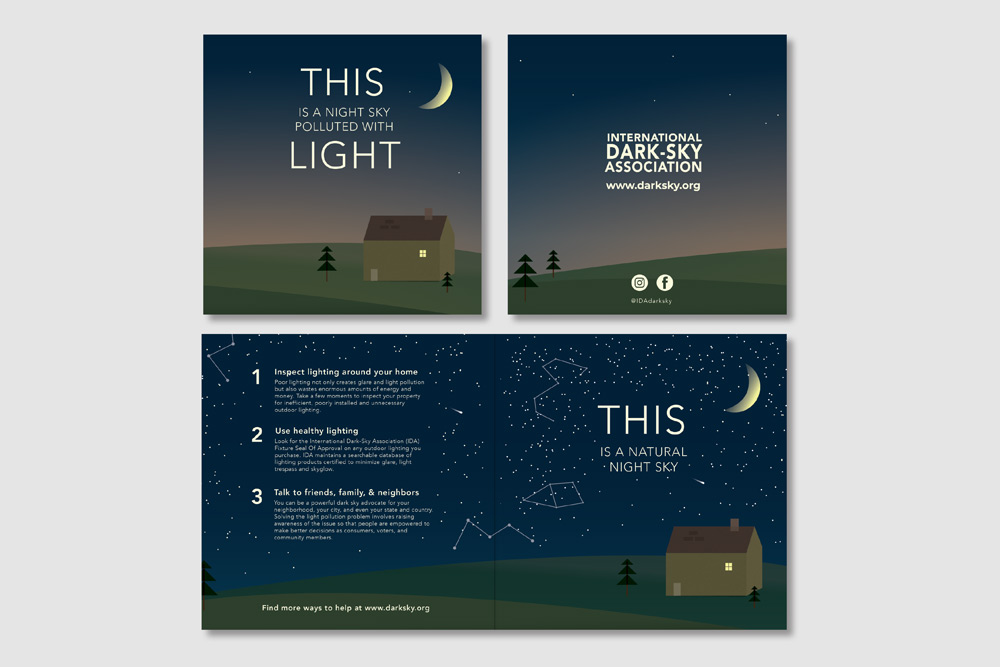 THIS
IS A NIGHT SKY
POLLUTED WITH
LIGHT
INTERNATIONAL
DARK-SKY
ASSOCIATION
www.darksky.org
@IDAdarksky
1 Inspect lighting around your home
Poor lighting not only creates glare and light pollution
but also wastes enormous amounts of energy and
money. Take a few moments to inspect your property
for inefficient, poorly installed and unnecessary
outdoor lighting.
2 Use healthy lighting
Look for the International Dark-Sky Association (IDA)
Fixture Seal Of Approval on any outdoor lighting you
purchase. IDA maintains a searchable database of
lighting products certified to minimize glare, light
trespass and skyglow.
3 Talk to friends, family, & neighbors
You can be a powerful dark sky advocate for your
neighborhood, your city, and even your state and country.
Solving the light pollution problem involves raising
awareness of the issue so that people are empowered to
make better decisions as consumers, voters, and
community members.
Find more ways to help at www.darksky.org
THIS
IS A NATURAL
NIGHT SKY